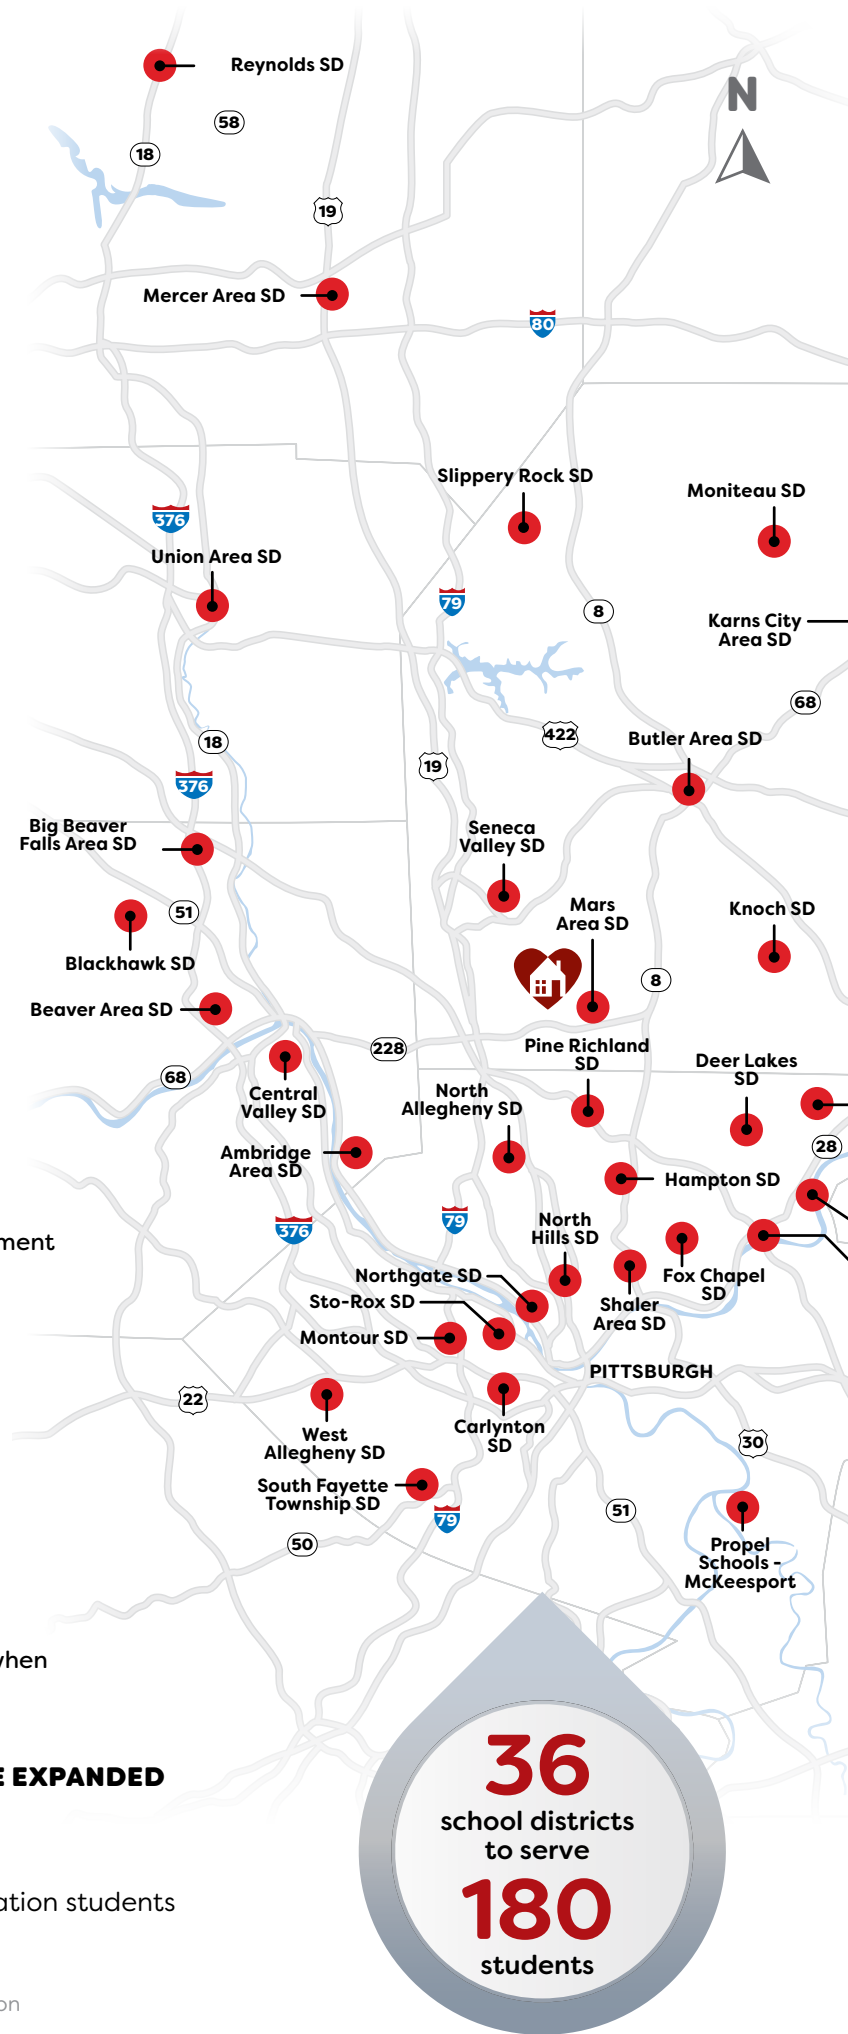 Reynolds SD
N
58
18
19
Mercer Area SD
80
Slippery Rock SD
Moniteau SD
376
Union Area SD
79
8
Karns City
Area SD
68
18
422
Butler Area SD
19
376
Big Beaver
Falls Area SD
Seneca
Valley SD
Mars
Area SD
51
Knoch SD
Blackhawk SD
8
Beaver Area SD
228
Pine Richland
SD
Deer Lakes
SD
68
Central
Valley SD
North
Allegheny SD
28
Ambridge
Area SD
Hampton SD
376
79
North
Hills SD
ment
Northgate SD
Fox Chapel
SD
Sto-Rox SD
Shaler
Area SD
Montour SD
PITTSBURGH
22
West
Allegheny SD
Carlynton
SD
30
South Fayette
Township SD
79
51
50
Propel
Schools -
McKeesport
when
E EXPANDED
36
school districts
to serve
180
students
ation students
on